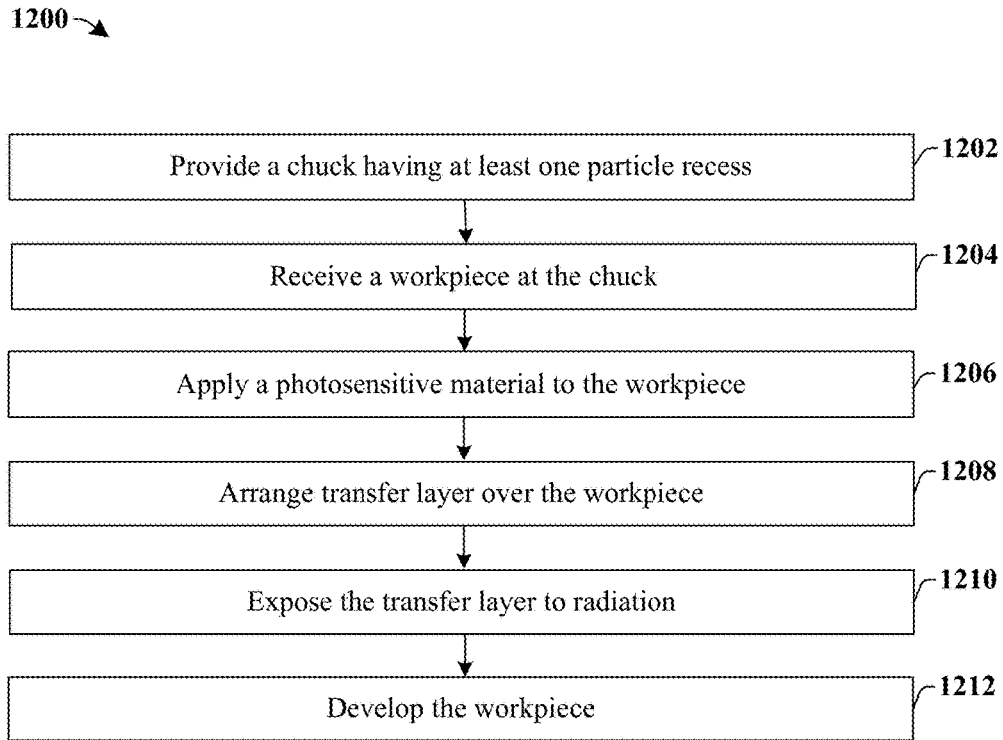 1200
Provide a chuck having at least one particle recess
1202
Receive a workpiece at the chuck
1204
Apply a photosensitive material to the workpiece
1206
Arrange transfer layer over the workpiece
1208
Expose the transfer layer to radiation
1210
Develop the workpiece
1212